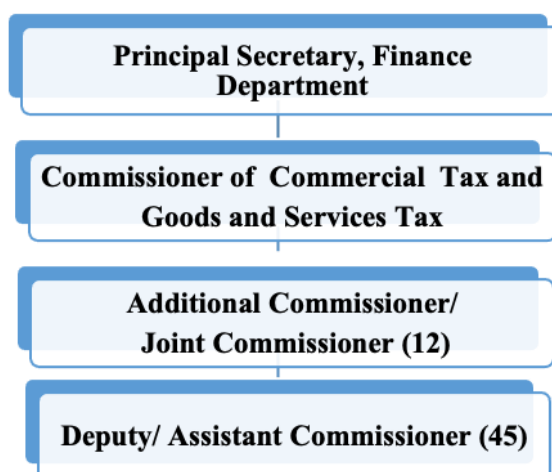 Principal Secretary, Finance
Department
Commissioner of Commercial Tax and
Goods and Services Tax
Additional Commissioner/
Joint Commissioner (12)
Deputy/ Assistant Commissioner (45)